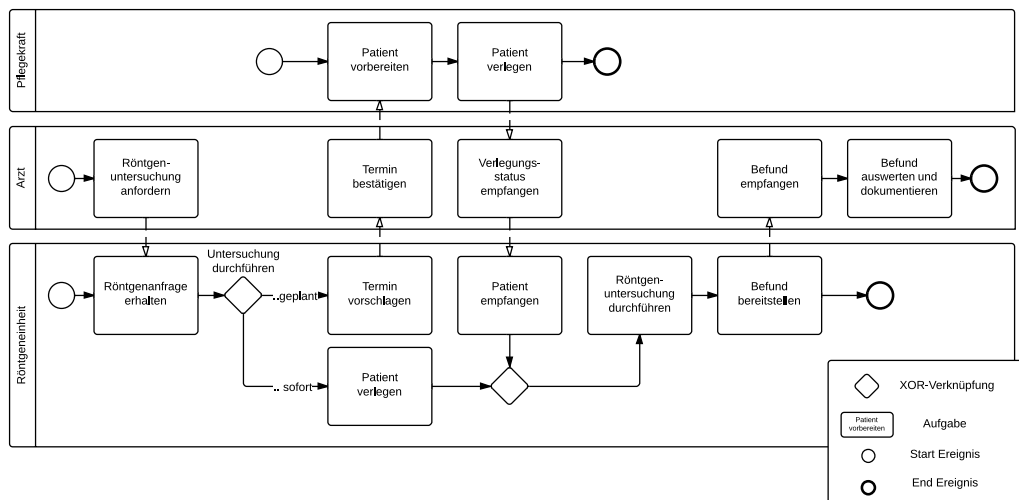 Pflegekraft
Patient
vorbereiten
Patient
verlegen
Arzt
Röntgen-
untersuchung
anfordern
Termin
bestätigen
Verlegungs-
status
empfangen
Befund
empfangen
Befund
auswerten und
dokumentieren
Röntgeneinheit
Röntgenanfrage
erhalten
Untersuchung
durchführen
..geplant
.. sofort
Termin
vorschlagen
Patient
verlegen
Patient
empfangen
Röntgen-
untersuchung
durchführen
Befund
bereitstellen
XOR-Verknüpfung
Patient
vorbereiten
Aufgabe
Start Ereignis
End Ereignis